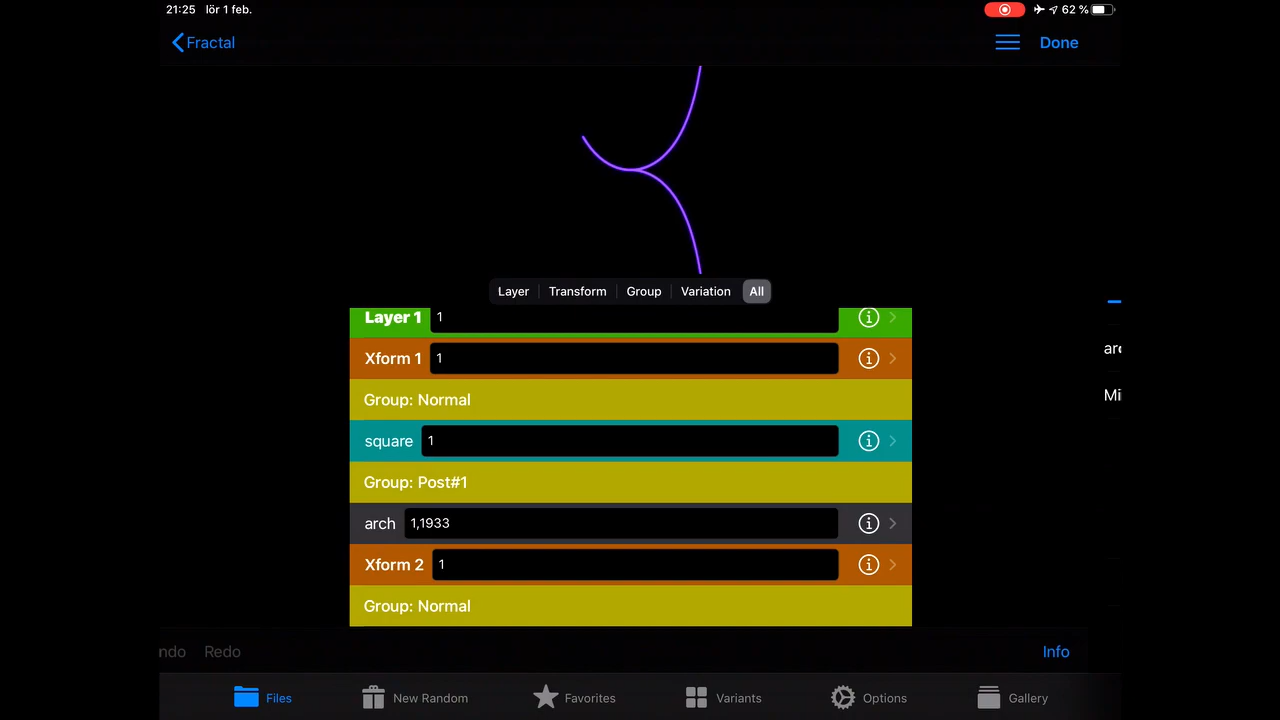 21:25 lör 1 feb. 62 %
Fractal Done
Layer Transform Group Variation All
Layer 1 1
Xform 1 1
arc
Group: Normal
Mi
square 1
Group: Post#1
arch 1,1933
Xform 2 1
Group: Normal
ndo Redo Info
Files New Random Favorites Variants Options Gallery